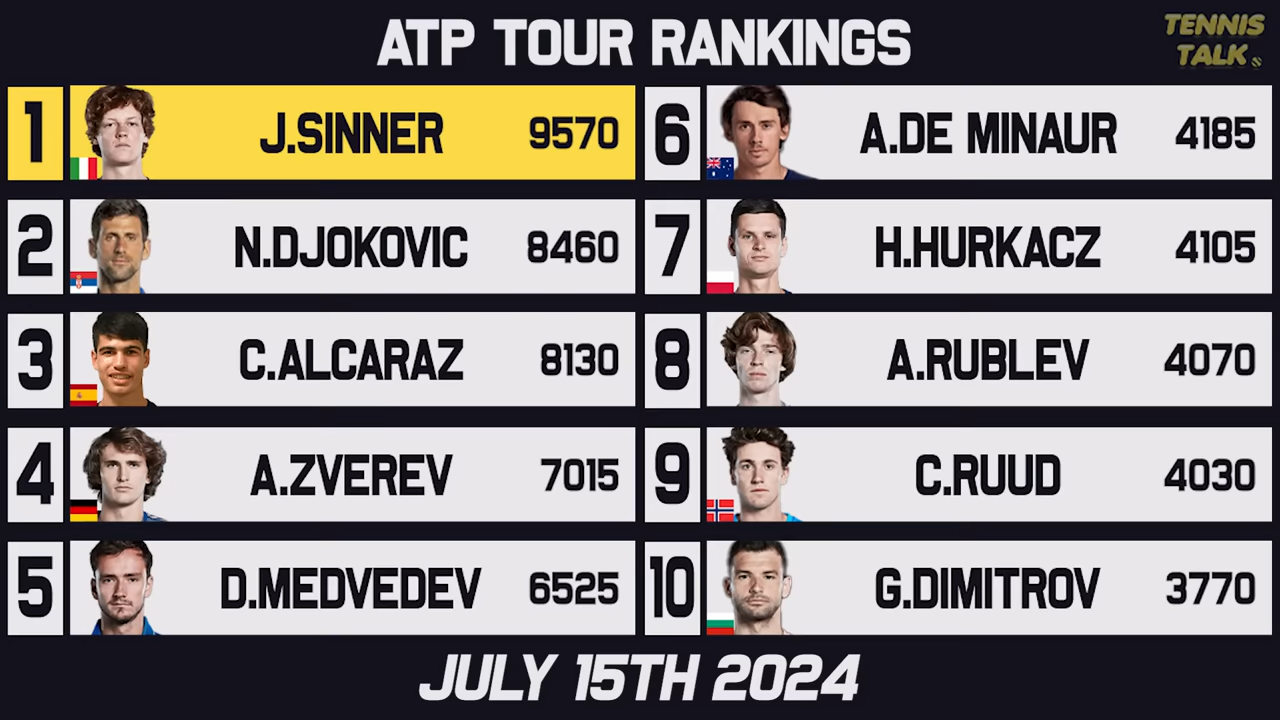 ATP TOUR RANKINGS
TENNIS
TALK
1 J.SINNER 9570
2 N.DJOKOVIC 8460
3 C.ALCARAZ 8130
4 A.ZVEREV 7015
5 D.MEDVEDEV 6525
6 A.DE MINAUR 4185
7 H.HURKACZ 4105
8 A.RUBLEV 4070
9 C.RUUD 4030
10 G.DIMITROV 3770
JULY 15TH 2024